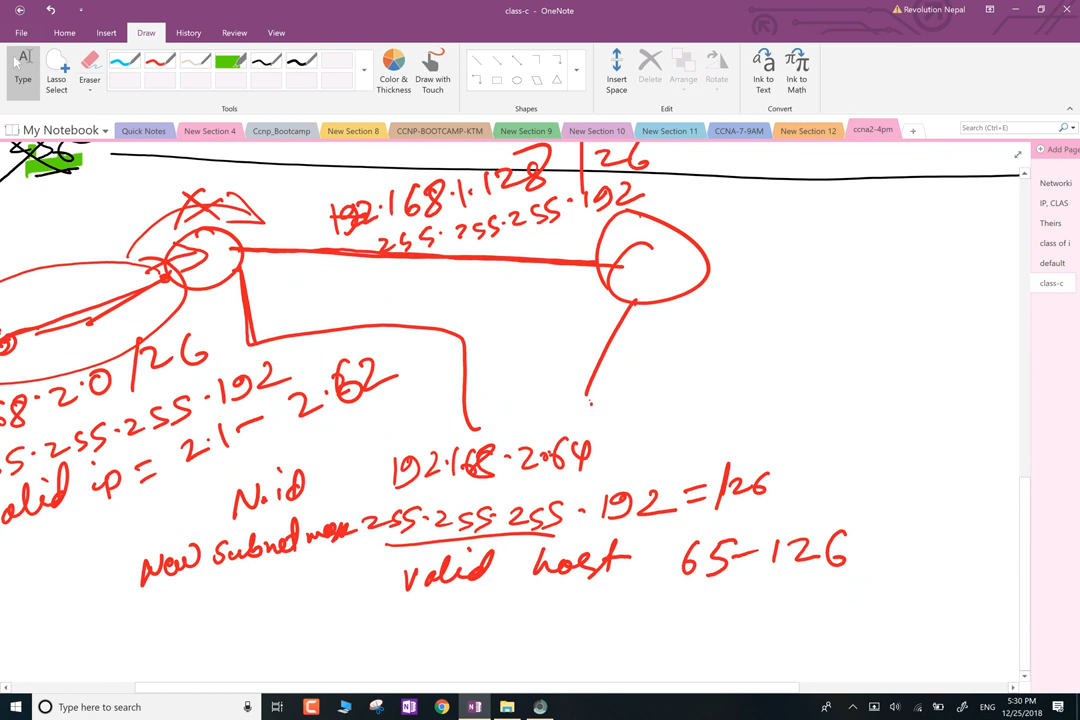 class-c - OneNote
Revolution Nepal
File Home Insert Draw History Review View
Type
Lasso Select
Eraser
Color & Thickness
Draw with Touch
Insert Space
Delete
Arrange
Rotate
Ink to Text
Ink to Math
Tools
Shapes
Edit
Convert
My Notebook
Quick Notes
New Section 4
Ccnp_Bootcamp
New Section 8
CCNP-BOOTCAMP-KTM
New Section 9
New Section 10
New Section 11
CCNA-7-9AM
New Section 12
ccna2-4pm
Search (Ctrl+E)
Add Page
Networki
IP, CLAS
Theirs
class of i
default
class-c
192.168.1.128 /26
255.255.255.192
68.2.0 /26
55.255.255.192
alid ip = 2.1 - 2.62
N.id 192.168.2.64
New subnet 255.255.255.192 = /26
valid host 65-126
Type here to search
ENG
5:30 PM
12/25/2018